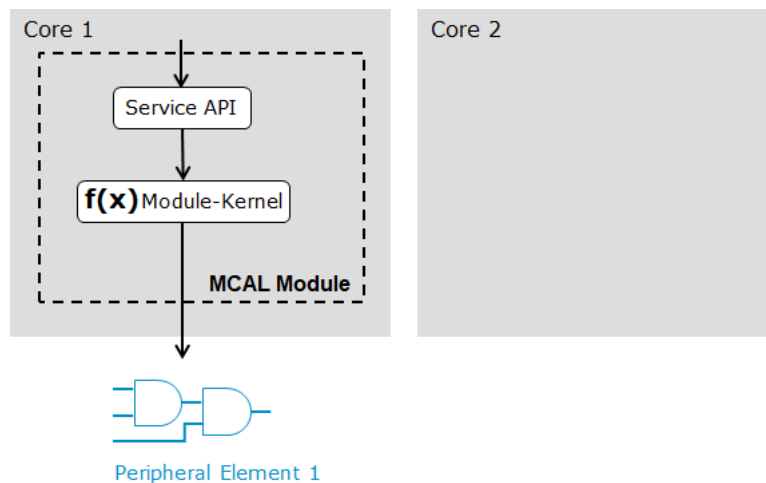 Core 1
Core 2
Service API
f(x) Module-Kernel
MCAL Module
Peripheral Element 1